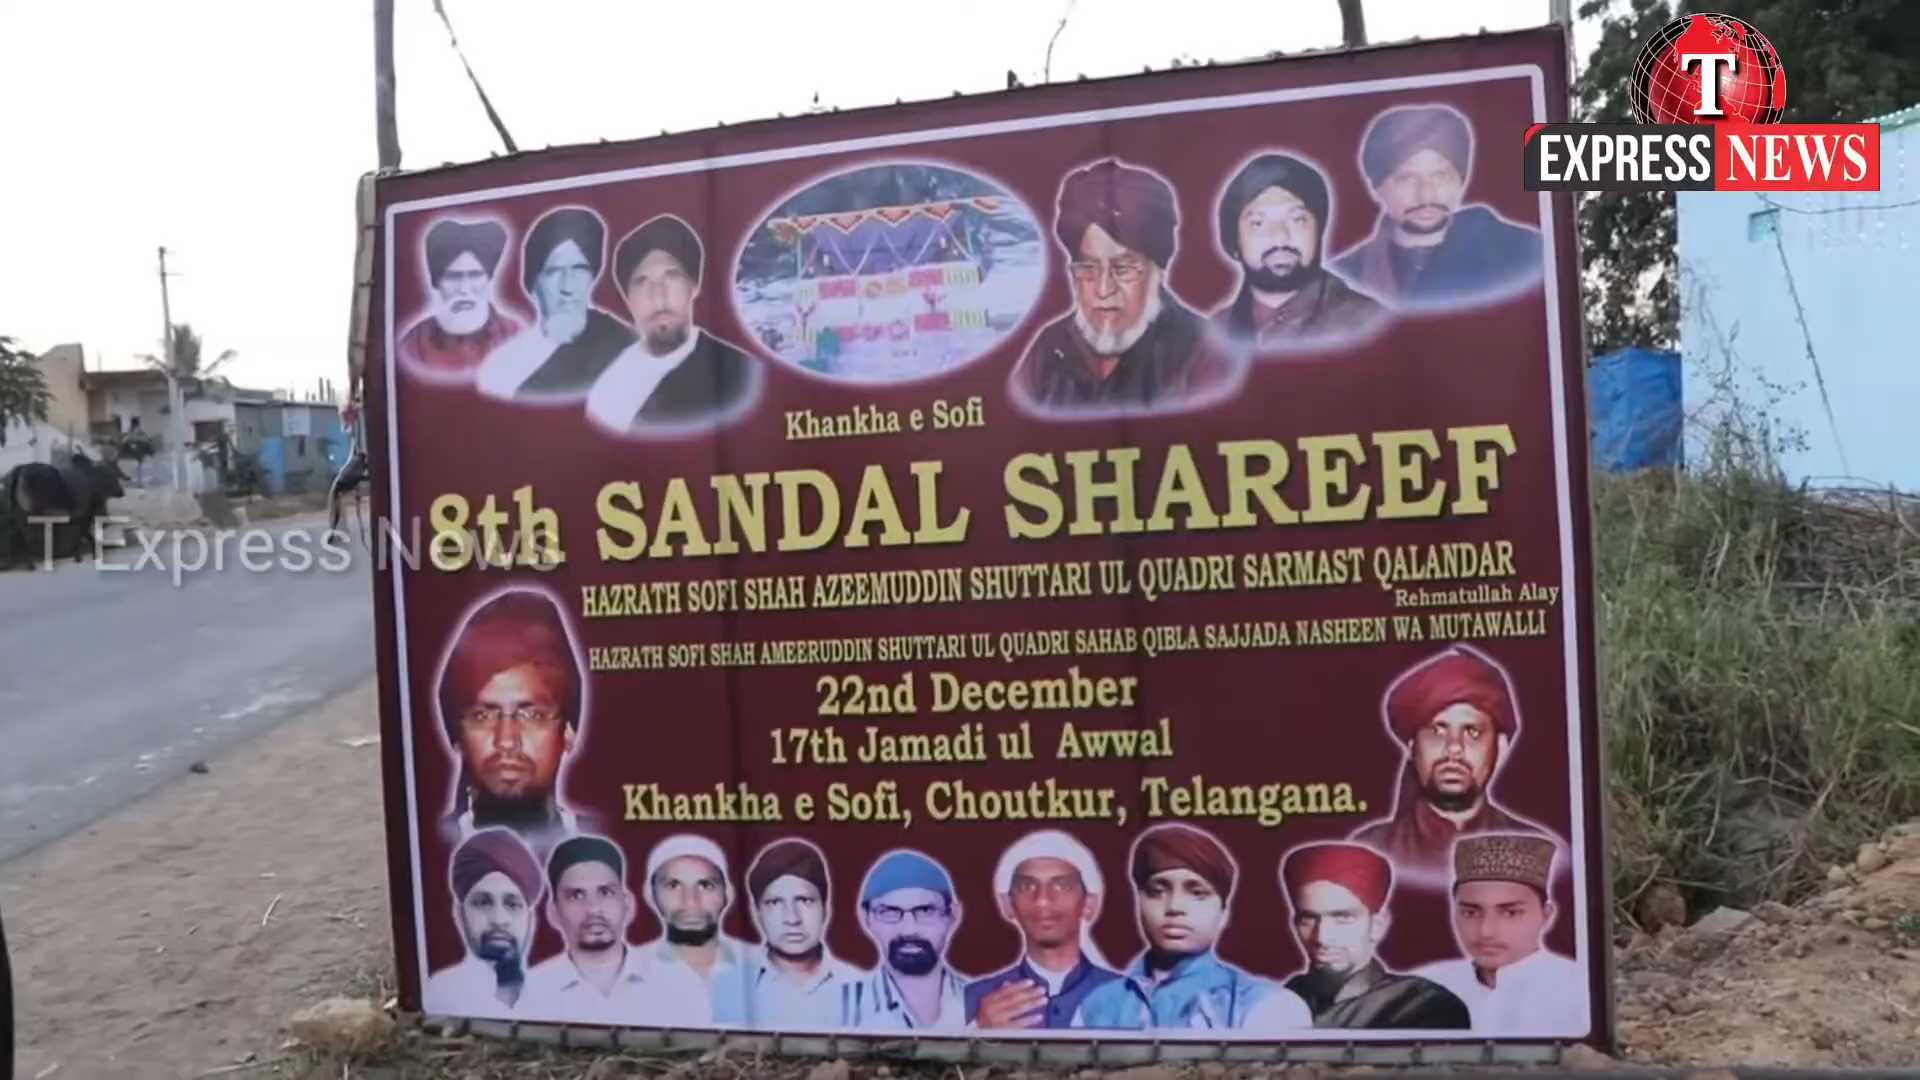 T
EXPRESS NEWS
Khankha e Sofi
8th SANDAL SHAREEF
HAZRATH SOFI SHAH AZEEMUDDIN SHUTTARI UL QUADRI SARMAST QALANDAR
Rehmatullah Alay
HAZRATH SOFI SHAH AMEERUDDIN SHUTTARI UL QUADRI SAHAB QIBLA SAJJADA NASHEEN WA MUTAWALLI
22nd December
17th Jamadi ul Awwal
Khankha e Sofi, Choutkur, Telangana.
T Express News